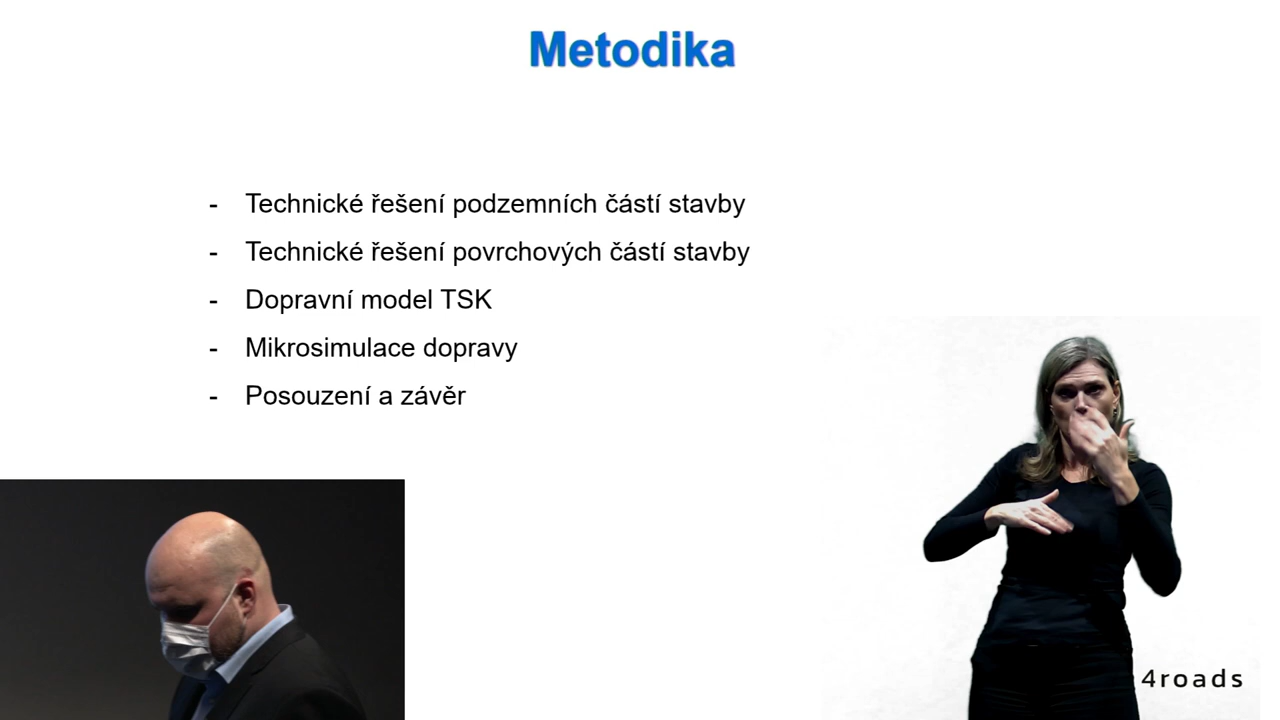 Metodika
- Technické řešení podzemních částí stavby
- Technické řešení povrchových částí stavby
- Dopravní model TSK
- Mikrosimulace dopravy
- Posouzení a závěr
4roads